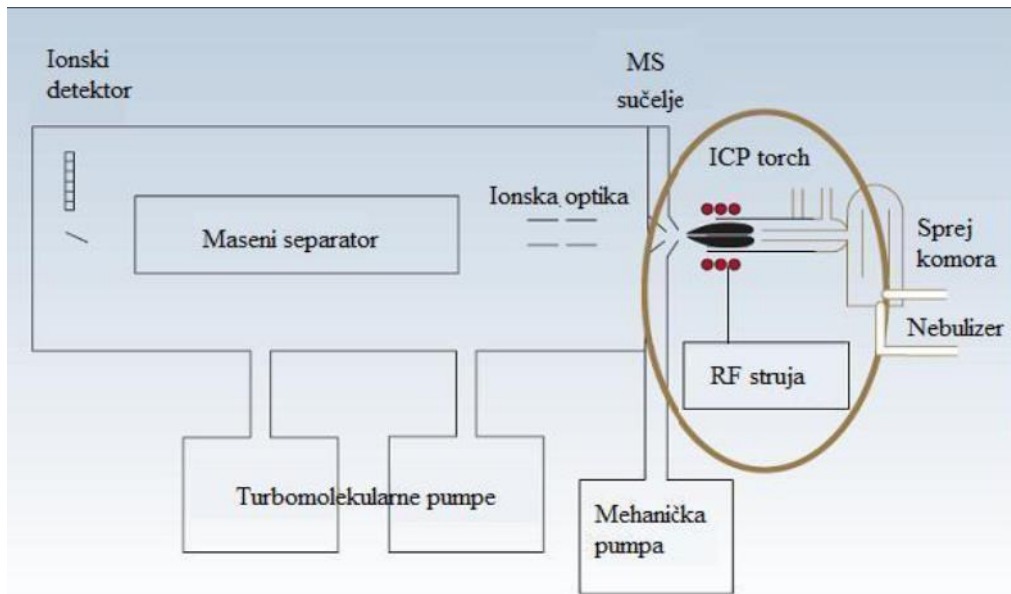 Ionski
detektor
MS
sučelje
ICP torch
Ionska optika
Maseni separator
Sprej
komora
Nebulizer
RF struja
Turbomolekularne pumpe
Mehanička
pumpa